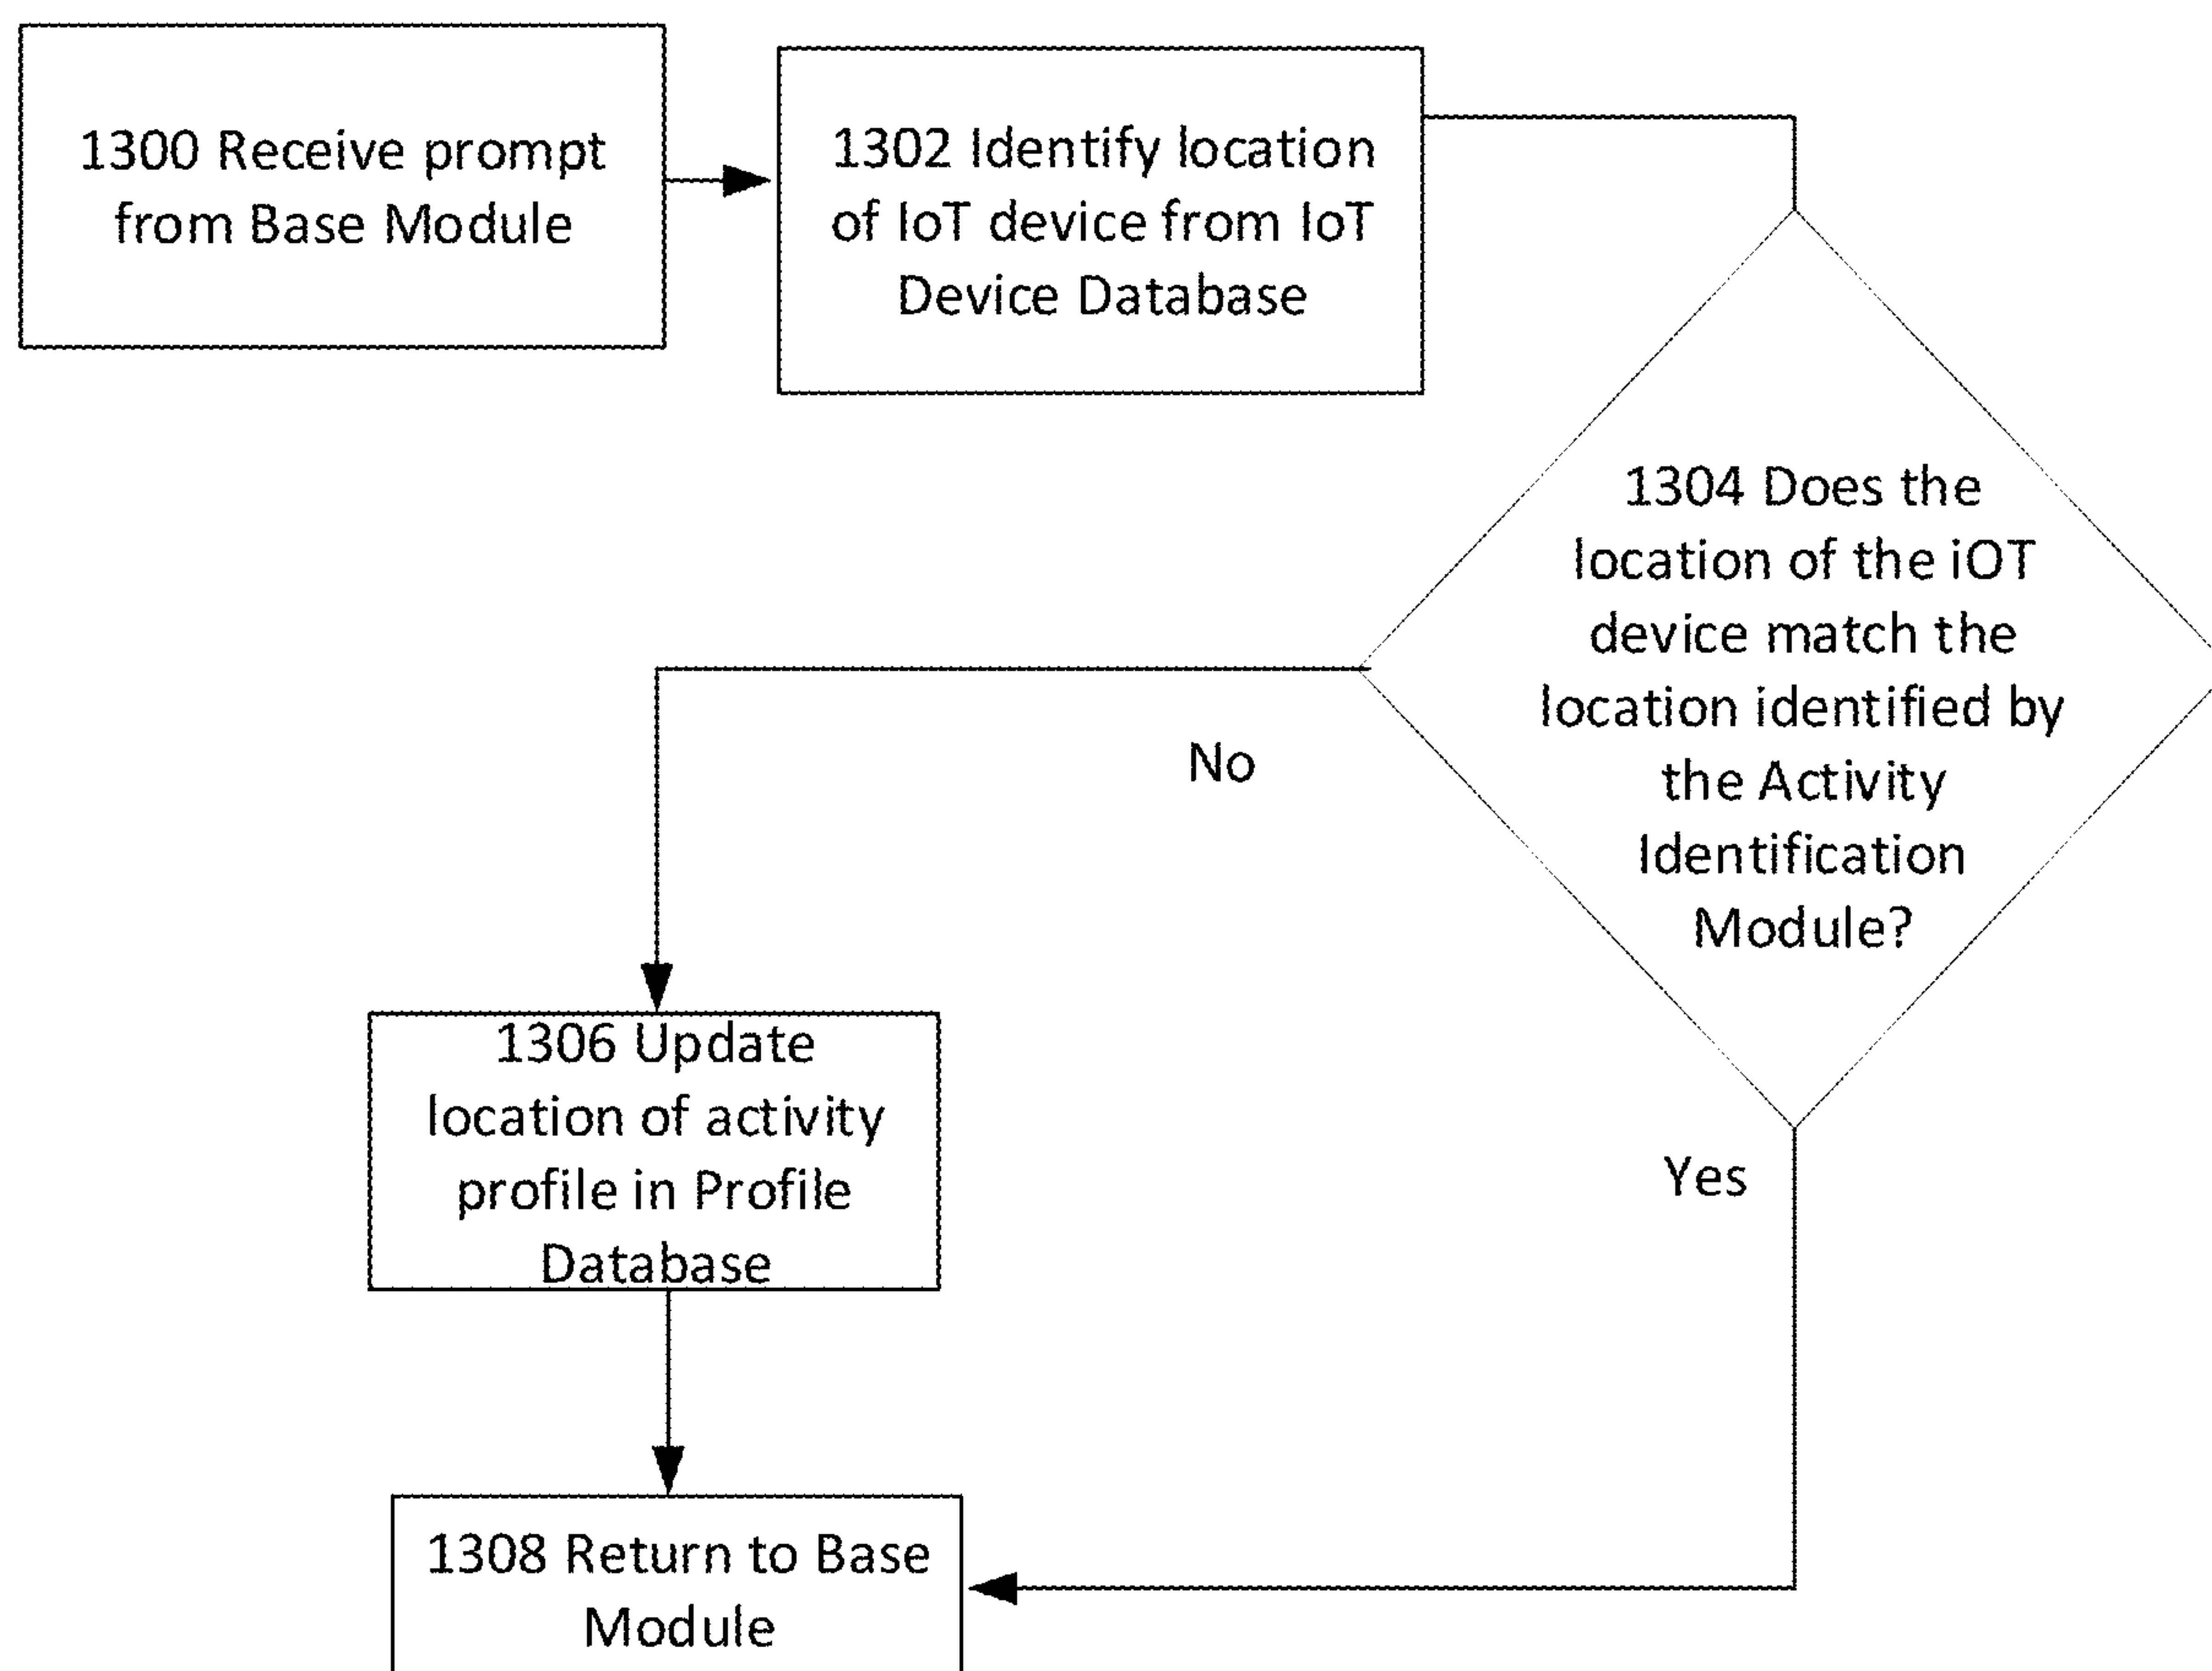 1300 Receive prompt
from Base Module
1302 Identify location
of IoT device from IoT
Device Database
1304 Does the
location of the iOT
device match the
location identified by
the Activity
Identification
Module?
No
1306 Update
location of activity
profile in Profile
Database
Yes
1308 Return to Base
Module